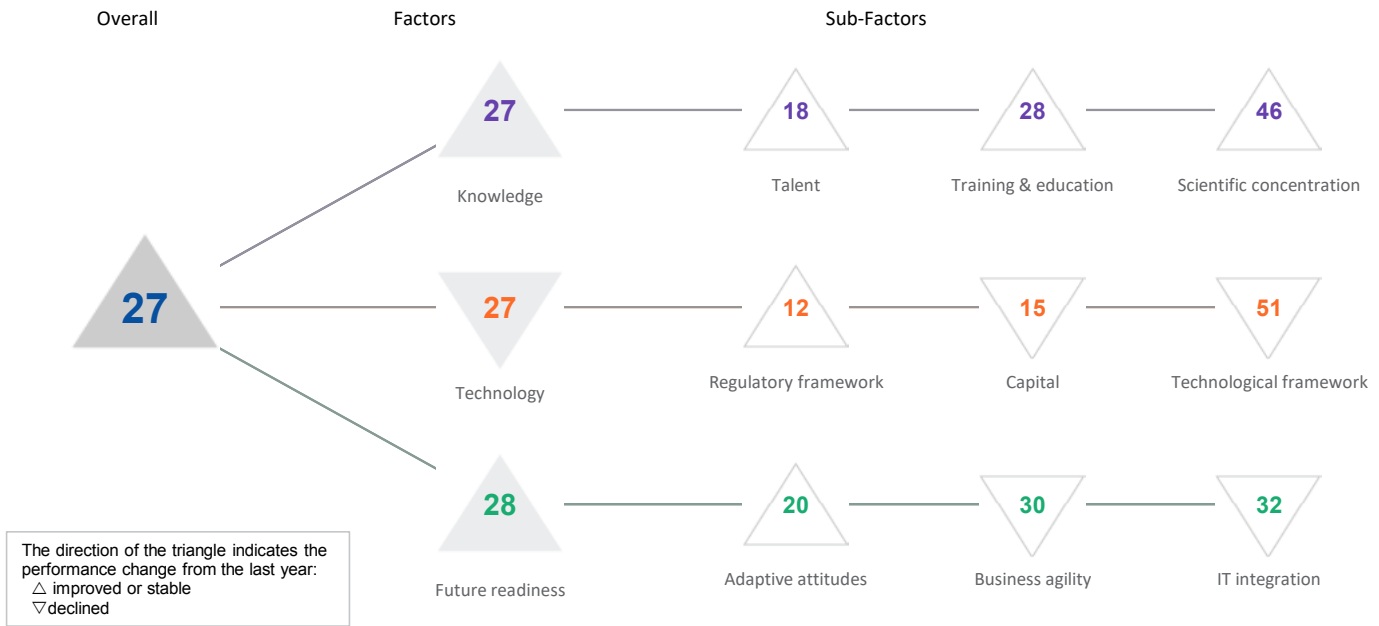 Overall
Factors
Sub-Factors
27
Knowledge
18
Talent
28
Training & education
46
Scientific concentration
27
27
Technology
12
Regulatory framework
15
Capital
51
Technological framework
28
Future readiness
20
Adaptive attitudes
30
Business agility
32
IT integration
The direction of the triangle indicates the
performance change from the last year:
△ improved or stable
▽declined